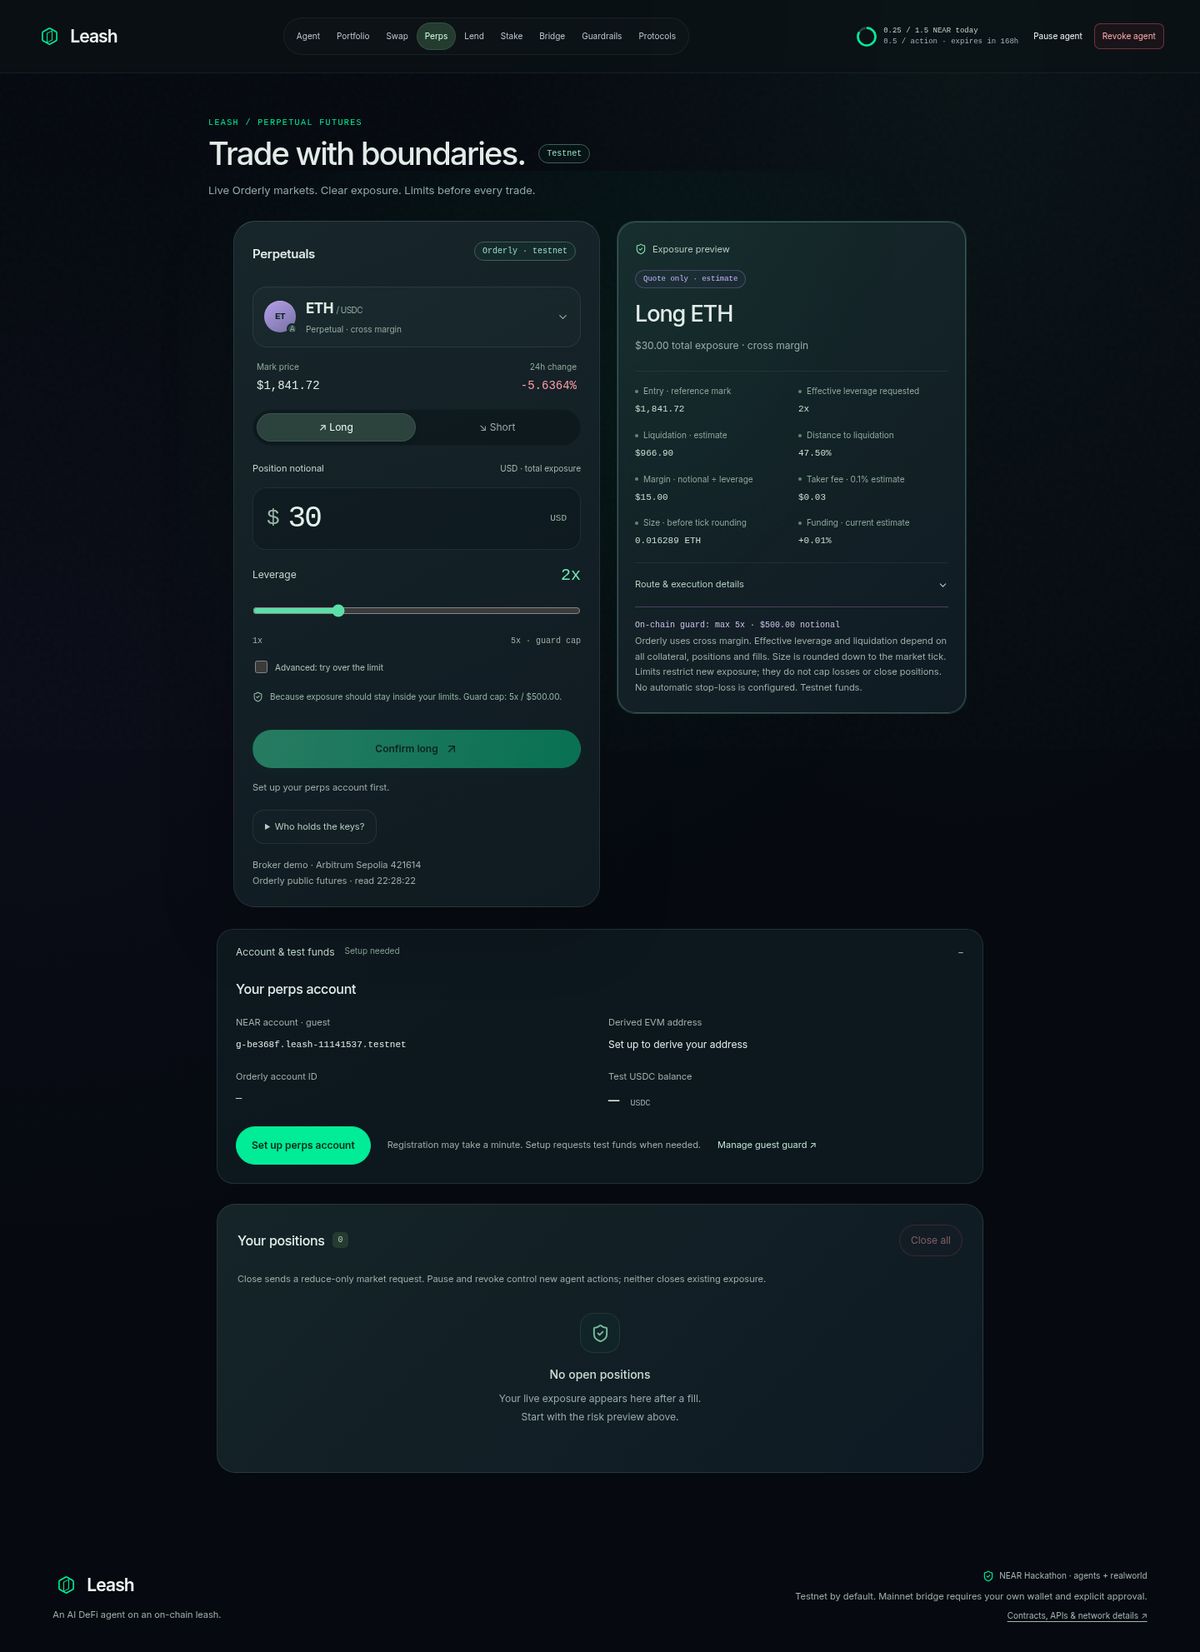 Leash
Agent
Portfolio
Swap
Perps
Lend
Stake
Bridge
Guardrails
Protocols
0.25 / 1.5 NEAR today
0.5 / action · expires in 168h
Pause agent
Revoke agent
LEASH / PERPETUAL FUTURES
Trade with boundaries.
Testnet
Live Orderly markets. Clear exposure. Limits before every trade.
Perpetuals
Orderly · testnet
ET
ETH / USDC
Perpetual · cross margin
Mark price
24h change
$1,841.72
-5.6364%
↗ Long
↘ Short
Position notional
USD · total exposure
$ 30
USD
Leverage
2x
1x
5x · guard cap
Advanced: try over the limit
Because exposure should stay inside your limits. Guard cap: 5x / $500.00.
Confirm long
Set up your perps account first.
▶ Who holds the keys?
Broker demo · Arbitrum Sepolia 421614
Orderly public futures · read 22:28:22
Exposure preview
Quote only · estimate
Long ETH
$30.00 total exposure · cross margin
Entry · reference mark
$1,841.72
Effective leverage requested
2x
Liquidation · estimate
$966.90
Distance to liquidation
47.50%
Margin · notional ÷ leverage
$15.00
Taker fee · 0.1% estimate
$0.03
Size · before tick rounding
0.016289 ETH
Funding · current estimate
+0.01%
Route & execution details
On-chain guard: max 5x · $500.00 notional
Orderly uses cross margin. Effective leverage and liquidation depend on
all collateral, positions and fills. Size is rounded down to the market tick.
Limits restrict new exposure; they do not cap losses or close positions.
No automatic stop-loss is configured. Testnet funds.
Account & test funds
Setup needed
–
Your perps account
NEAR account · guest
g-be368f.leash-11141537.testnet
Derived EVM address
Set up to derive your address
Orderly account ID
—
Test USDC balance
— USDC
Set up perps account
Registration may take a minute. Setup requests test funds when needed.
Manage guest guard ↗
Your positions
0
Close all
Close sends a reduce-only market request. Pause and revoke control new agent actions; neither closes existing exposure.
No open positions
Your live exposure appears here after a fill.
Start with the risk preview above.
Leash
An AI DeFi agent on an on-chain leash.
NEAR Hackathon · agents + realworld
Testnet by default. Mainnet bridge requires your own wallet and explicit approval.
Contracts, APIs & network details ↗